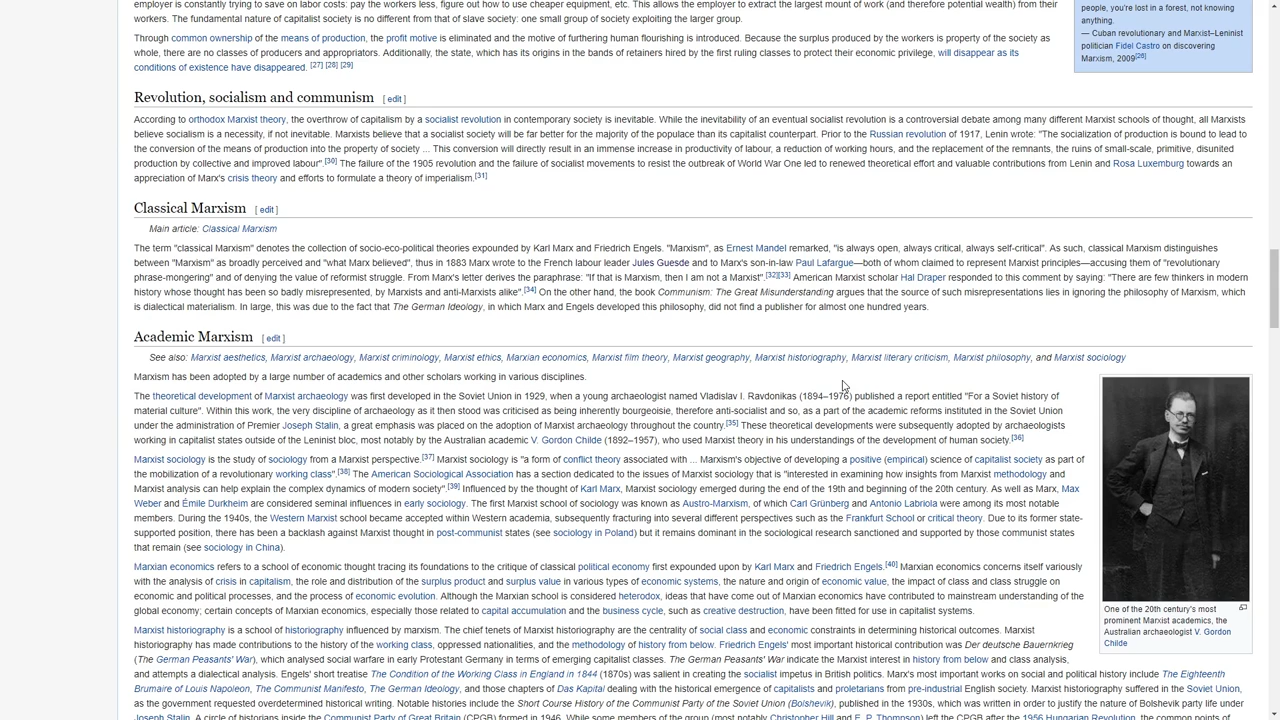 employer is constantly trying to save on labor costs: pay the workers less, figure out how to use cheaper equipment, etc. This allows the employer to extract the largest mount of work (and therefore potential wealth) from their
workers. The fundamental nature of capitalist society is no different from that of slave society: one small group of society exploiting the larger group.
Through common ownership of the means of production, the profit motive is eliminated and the motive of furthering human flourishing is introduced. Because the surplus produced by the workers is property of the society as
whole, there are no classes of producers and appropriators. Additionally, the state, which has its origins in the bands of retainers hired by the first ruling classes to protect their economic privilege, will disappear as its
conditions of existence have disappeared. [27] [28] [29]
people, you're lost in a forest, not knowing
anything.
— Cuban revolutionary and Marxist–Leninist
politician Fidel Castro on discovering
Marxism, 2009[26]
Revolution, socialism and communism [ edit ]
According to orthodox Marxist theory, the overthrow of capitalism by a socialist revolution in contemporary society is inevitable. While the inevitability of an eventual socialist revolution is a controversial debate among many different Marxist schools of thought, all Marxists
believe socialism is a necessity, if not inevitable. Marxists believe that a socialist society will be far better for the majority of the populace than its capitalist counterpart. Prior to the Russian revolution of 1917, Lenin wrote: "The socialization of production is bound to lead to
the conversion of the means of production into the property of society ... This conversion will directly result in an immense increase in productivity of labour, a reduction of working hours, and the replacement of the remnants, the ruins of small-scale, primitive, disunited
production by collective and improved labour".[30] The failure of the 1905 revolution and the failure of socialist movements to resist the outbreak of World War One led to renewed theoretical effort and valuable contributions from Lenin and Rosa Luxemburg towards an
appreciation of Marx's crisis theory and efforts to formulate a theory of imperialism.[31]
Classical Marxism [ edit ]
Main article: Classical Marxism
The term "classical Marxism" denotes the collection of socio-eco-political theories expounded by Karl Marx and Friedrich Engels. "Marxism", as Ernest Mandel remarked, "is always open, always critical, always self-critical". As such, classical Marxism distinguishes
between "Marxism" as broadly perceived and "what Marx believed", thus in 1883 Marx wrote to the French labour leader Jules Guesde and to Marx's son-in-law Paul Lafargue—both of whom claimed to represent Marxist principles—accusing them of "revolutionary
phrase-mongering" and of denying the value of reformist struggle. From Marx's letter derives the paraphrase: "If that is Marxism, then I am not a Marxist".[32][33] American Marxist scholar Hal Draper responded to this comment by saying: "There are few thinkers in modern
history whose thought has been so badly misrepresented, by Marxists and anti-Marxists alike".[34] On the other hand, the book Communism: The Great Misunderstanding argues that the source of such misrepresentations lies in ignoring the philosophy of Marxism, which
is dialectical materialism. In large, this was due to the fact that The German Ideology, in which Marx and Engels developed this philosophy, did not find a publisher for almost one hundred years.
Academic Marxism [ edit ]
See also: Marxist aesthetics, Marxist archaeology, Marxist criminology, Marxist ethics, Marxian economics, Marxist film theory, Marxist geography, Marxist historiography, Marxist literary criticism, Marxist philosophy, and Marxist sociology
Marxism has been adopted by a large number of academics and other scholars working in various disciplines.
The theoretical development of Marxist archaeology was first developed in the Soviet Union in 1929, when a young archaeologist named Vladislav I. Ravdonikas (1894–1976) published a report entitled "For a Soviet history of
material culture". Within this work, the very discipline of archaeology as it then stood was criticised as being inherently bourgeoisie, therefore anti-socialist and so, as a part of the academic reforms instituted in the Soviet Union
under the administration of Premier Joseph Stalin, a great emphasis was placed on the adoption of Marxist archaeology throughout the country.[35] These theoretical developments were subsequently adopted by archaeologists
working in capitalist states outside of the Leninist bloc, most notably by the Australian academic V. Gordon Childe (1892–1957), who used Marxist theory in his understandings of the development of human society.[36]
Marxist sociology is the study of sociology from a Marxist perspective.[37] Marxist sociology is "a form of conflict theory associated with ... Marxism's objective of developing a positive (empirical) science of capitalist society as part of
the mobilization of a revolutionary working class".[38] The American Sociological Association has a section dedicated to the issues of Marxist sociology that is "interested in examining how insights from Marxist methodology and
Marxist analysis can help explain the complex dynamics of modern society".[39] Influenced by the thought of Karl Marx, Marxist sociology emerged during the end of the 19th and beginning of the 20th century. As well as Marx, Max
Weber and Émile Durkheim are considered seminal influences in early sociology. The first Marxist school of sociology was known as Austro-Marxism, of which Carl Grünberg and Antonio Labriola were among its most notable
members. During the 1940s, the Western Marxist school became accepted within Western academia, subsequently fracturing into several different perspectives such as the Frankfurt School or critical theory. Due to its former state-
supported position, there has been a backlash against Marxist thought in post-communist states (see sociology in Poland) but it remains dominant in the sociological research sanctioned and supported by those communist states
that remain (see sociology in China).
Marxian economics refers to a school of economic thought tracing its foundations to the critique of classical political economy first expounded upon by Karl Marx and Friedrich Engels.[40] Marxian economics concerns itself variously
with the analysis of crisis in capitalism, the role and distribution of the surplus product and surplus value in various types of economic systems, the nature and origin of economic value, the impact of class and class struggle on
economic and political processes, and the process of economic evolution. Although the Marxian school is considered heterodox, ideas that have come out of Marxian economics have contributed to mainstream understanding of the
global economy; certain concepts of Marxian economics, especially those related to capital accumulation and the business cycle, such as creative destruction, have been fitted for use in capitalist systems.
One of the 20th century's most
prominent Marxist academics, the
Australian archaeologist V. Gordon
Childe
Marxist historiography is a school of historiography influenced by marxism. The chief tenets of Marxist historiography are the centrality of social class and economic constraints in determining historical outcomes. Marxist
historiography has made contributions to the history of the working class, oppressed nationalities, and the methodology of history from below. Friedrich Engels' most important historical contribution was Der deutsche Bauernkrieg
(The German Peasants' War), which analysed social warfare in early Protestant Germany in terms of emerging capitalist classes. The German Peasants' War indicate the Marxist interest in history from below and class analysis,
and attempts a dialectical analysis. Engels' short treatise The Condition of the Working Class in England in 1844 (1870s) was salient in creating the socialist impetus in British politics. Marx's most important works on social and political history include The Eighteenth
Brumaire of Louis Napoleon, The Communist Manifesto, The German Ideology, and those chapters of Das Kapital dealing with the historical emergence of capitalists and proletarians from pre-industrial English society. Marxist historiography suffered in the Soviet Union,
as the government requested overdetermined historical writing. Notable histories include the Short Course History of the Communist Party of the Soviet Union (Bolshevik), published in the 1930s, which was written in order to justify the nature of Bolshevik party life under
Joseph Stalin. A circle of historians inside the Communist Party of Great Britain (CPGB) formed in 1946. While some members of the group (most notably Christopher Hill and E. P. Thompson) left the CPGB after the 1956 Hungarian Revolution, the common points of